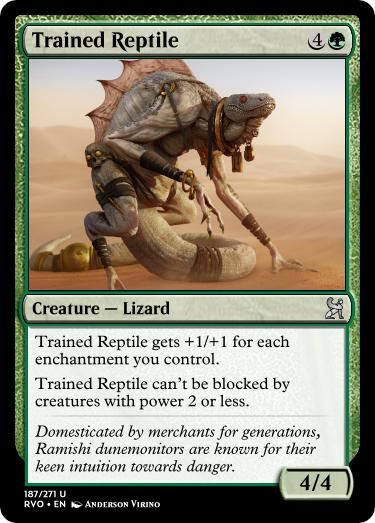 Trained Reptile 4
Creature — Lizard
Trained Reptile gets +1/+1 for each
enchantment you control.
Trained Reptile can't be blocked by
creatures with power 2 or less.
Domesticated by merchants for generations,
Ramishi dunemonitors are known for their
keen intuition towards danger.
4/4
187/271 U
RVO • EN Anderson Virino